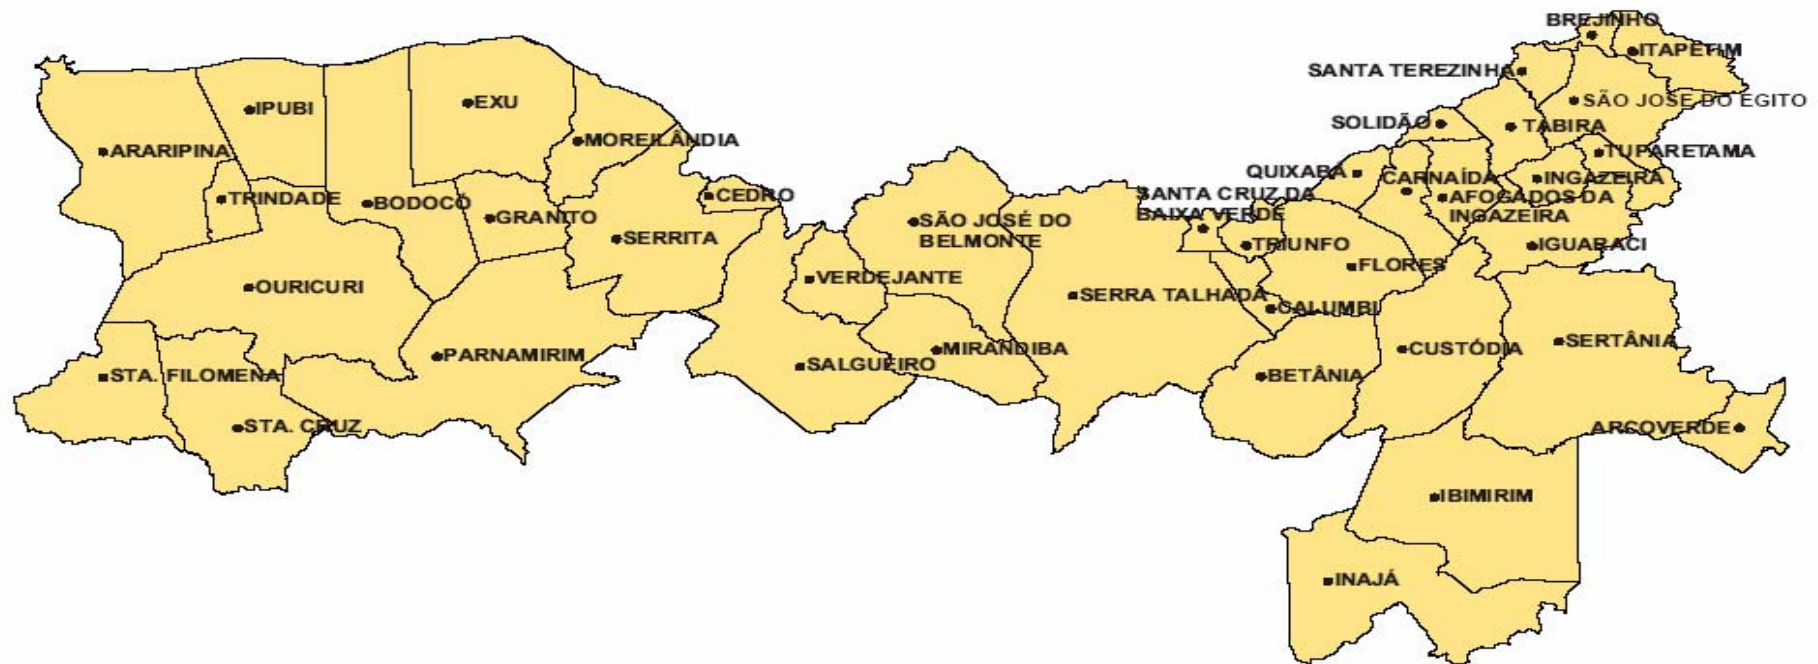 BREJINHO
ITAPETIM
SANTA TEREZINHA
SÃO JOSE DO EGITO
SOLIDÃO
TABIRA
TUPARETAMA
QUIXABÁ
CARNAÍDA
INGAZEIRA
AFOGADOS DA
INGAZEIRA
SANTA CRUZ DA
BAIXA VERDE
TRIUNFO
IGUARACI
FLORES
IPUBI
EXU
MOREILÂNDIA
ARARIPINA
TRINDADE
BODOCÓ
GRANITO
CEDRO
SERRITA
SÃO JOSÉ DO
BELMONTE
VERDEJANTE
OURICURI
SERRA TALHADA
CALUMBI
PARNAMIRIM
SALGUEIRO
MIRANDIBA
CUSTÓDIA
SERTÂNIA
BETÂNIA
STA. FILOMENA
STA. CRUZ
ARCOVERDE
IBIMIRIM
INAJÁ